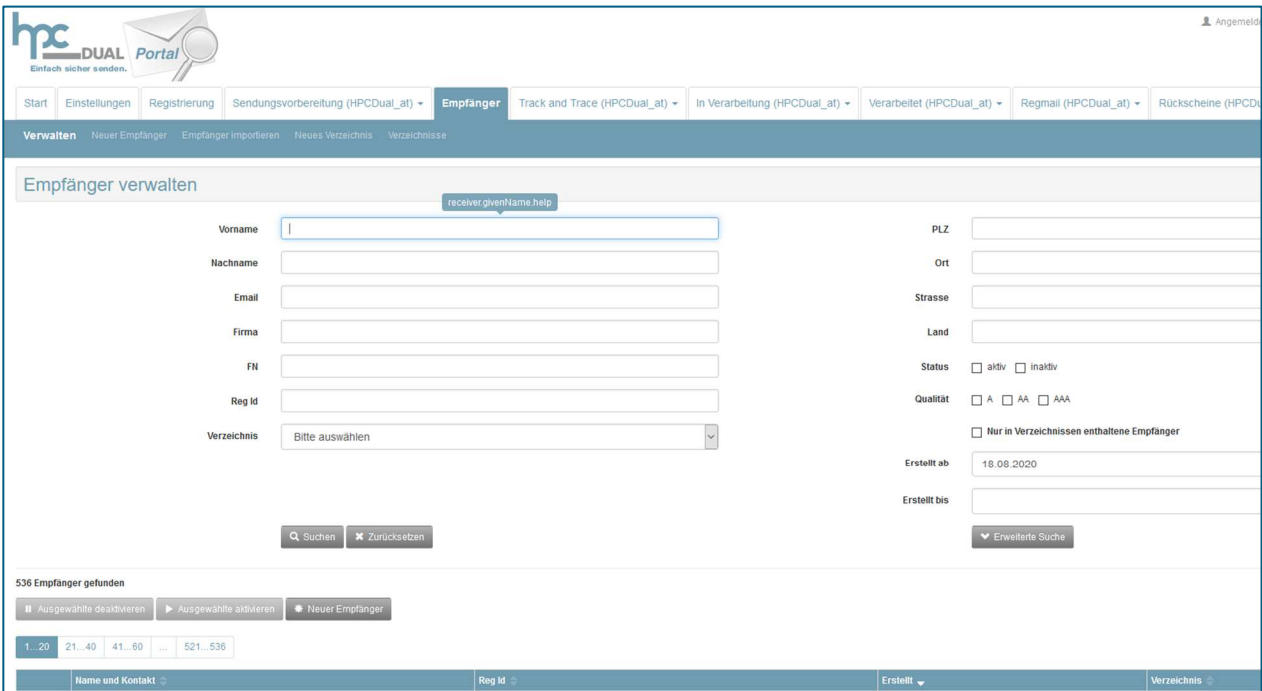 hpc DUAL Portal
Einfach sicher senden.
Angemelde
Start Einstellungen Registrierung Sendungsvorbereitung (HPCDual_at) Empfänger Track and Trace (HPCDual_at) In Verarbeitung (HPCDual_at) Verarbeitet (HPCDual_at) Regmail (HPCDual_at) Rückscheine (HPCDu
Verwalten Neuer Empfänger Empfänger importieren Neues Verzeichnis Verzeichnisse
Empfänger verwalten
receiver.givenName.help
Vorname PLZ
Nachname Ort
Email Strasse
Firma Land
FN Status aktiv inaktiv
Reg Id Qualität A AA AAA
Verzeichnis Bitte auswählen Nur in Verzeichnissen enthaltene Empfänger
Erstellt ab 18.08.2020
Erstellt bis
Suchen Zurücksetzen Erweiterte Suche
536 Empfänger gefunden
Ausgewählte deaktivieren Ausgewählte aktivieren Neuer Empfänger
1...20 21...40 41...60 ... 521...536
Name und Kontakt Reg Id Erstellt Verzeichnis